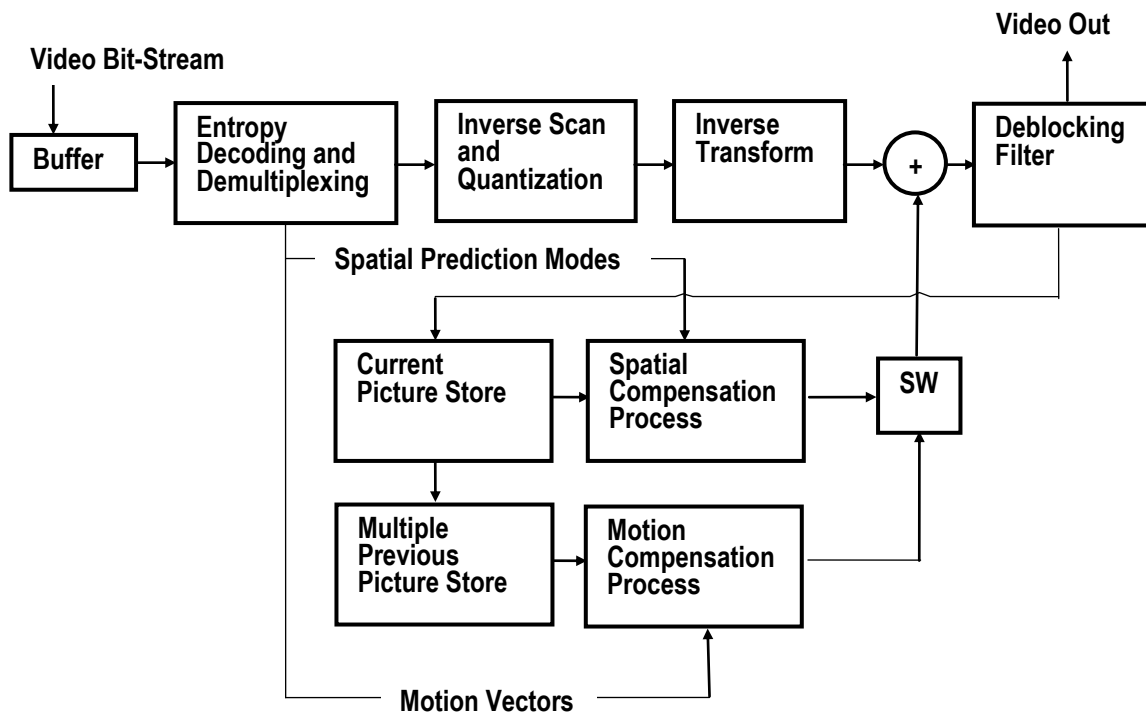 Video Out
Video Bit-Stream
Buffer
Entropy
Decoding and
Demultiplexing
Inverse Scan
and
Quantization
Inverse
Transform
+
Deblocking
Filter
Spatial Prediction Modes
Current
Picture Store
Spatial
Compensation
Process
SW
Multiple
Previous
Picture Store
Motion
Compensation
Process
Motion Vectors